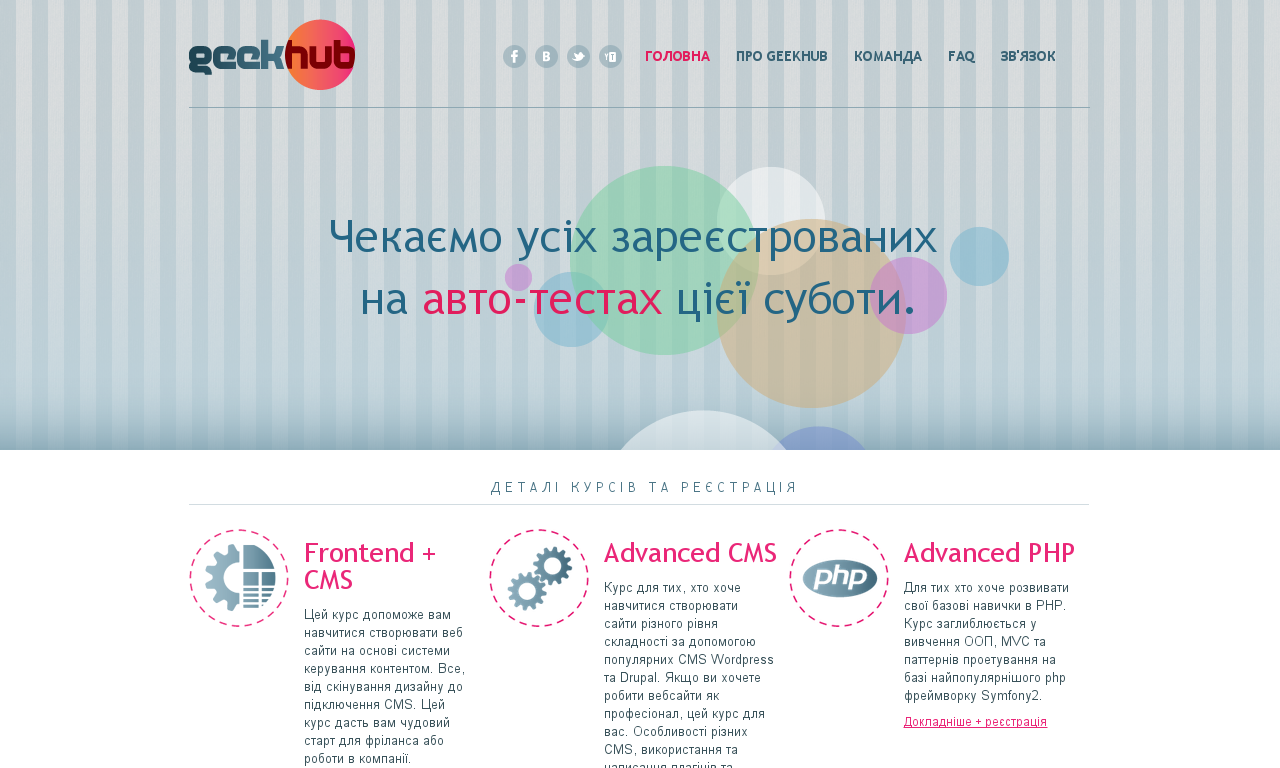 geekhub
ГОЛОВНА ПРО GEEKHUB КОМАНДА FAQ ЗВ'ЯЗОК
Чекаємо усіх зареєстрованих
на авто-тестах цієї суботи.
ДЕТАЛІ КУРСІВ ТА РЕЄСТРАЦІЯ
Frontend +
CMS
Цей курс допоможе вам
навчитися створювати веб
сайти на основі системи
керування контентом. Все,
від скінування дизайну до
підключення CMS. Цей
курс дасть вам чудовий
старт для фріланса або
роботи в компанії.
Advanced CMS
Курс для тих, хто хоче
навчитися створювати
сайти різного рівня
складності за допомогою
популярних CMS Wordpress
та Drupal. Якщо ви хочете
робити вебсайти як
професіонал, цей курс для
вас. Особливості різних
CMS, використання та
написання плагінів та
php
Advanced PHP
Для тих хто хоче розвивати
свої базові навички в PHP.
Курс заглиблюється у
вивчення ООП, MVC та
паттернів проетування на
базі найпопулярнішого php
фреймворку Symfony2.
Докладніше + реєстрація